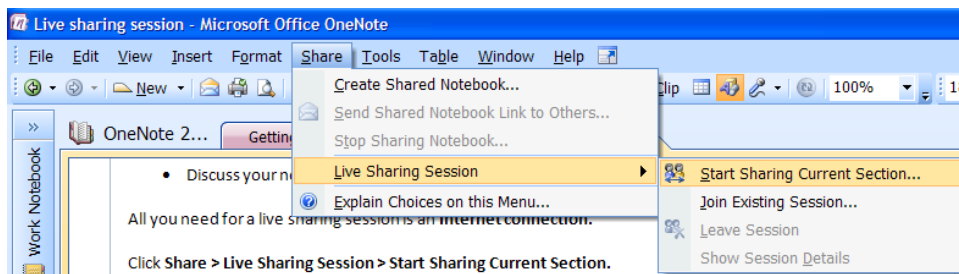 Live sharing session - Microsoft Office OneNote
File Edit View Insert Format Share Tools Table Window Help
New 100%
Create Shared Notebook...
Send Shared Notebook Link to Others...
Stop Sharing Notebook...
Live Sharing Session
Explain Choices on this Menu...
Start Sharing Current Section...
Join Existing Session...
Leave Session
Show Session Details
OneNote 2...
Work Notebook
All you need for a live sharing session is an Internet connection.
Click Share > Live Sharing Session > Start Sharing Current Section.